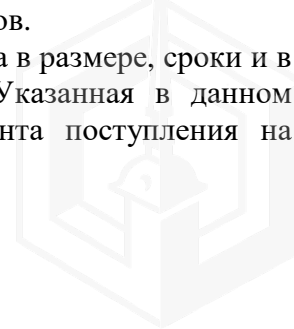 ов.
а в размере, сроки и в
Указанная в данном
нта поступления на